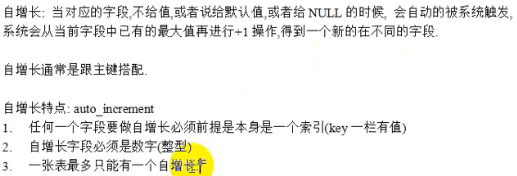 自增长: 当对应的字段,不给值,或者说给默认值,或者给 NULL 的时候, 会自动的被系统触发,
系统会从当前字段中已有的最大值再进行+1 操作,得到一个新的在不同的字段.
自增长通常是跟主键搭配.
自增长特点: auto_increment
1. 任何一个字段要做自增长必须前提是本身是一个索引(key 一栏有值)
2. 自增长字段必须是数字(整型)
3. 一张表最多只能有一个自增长